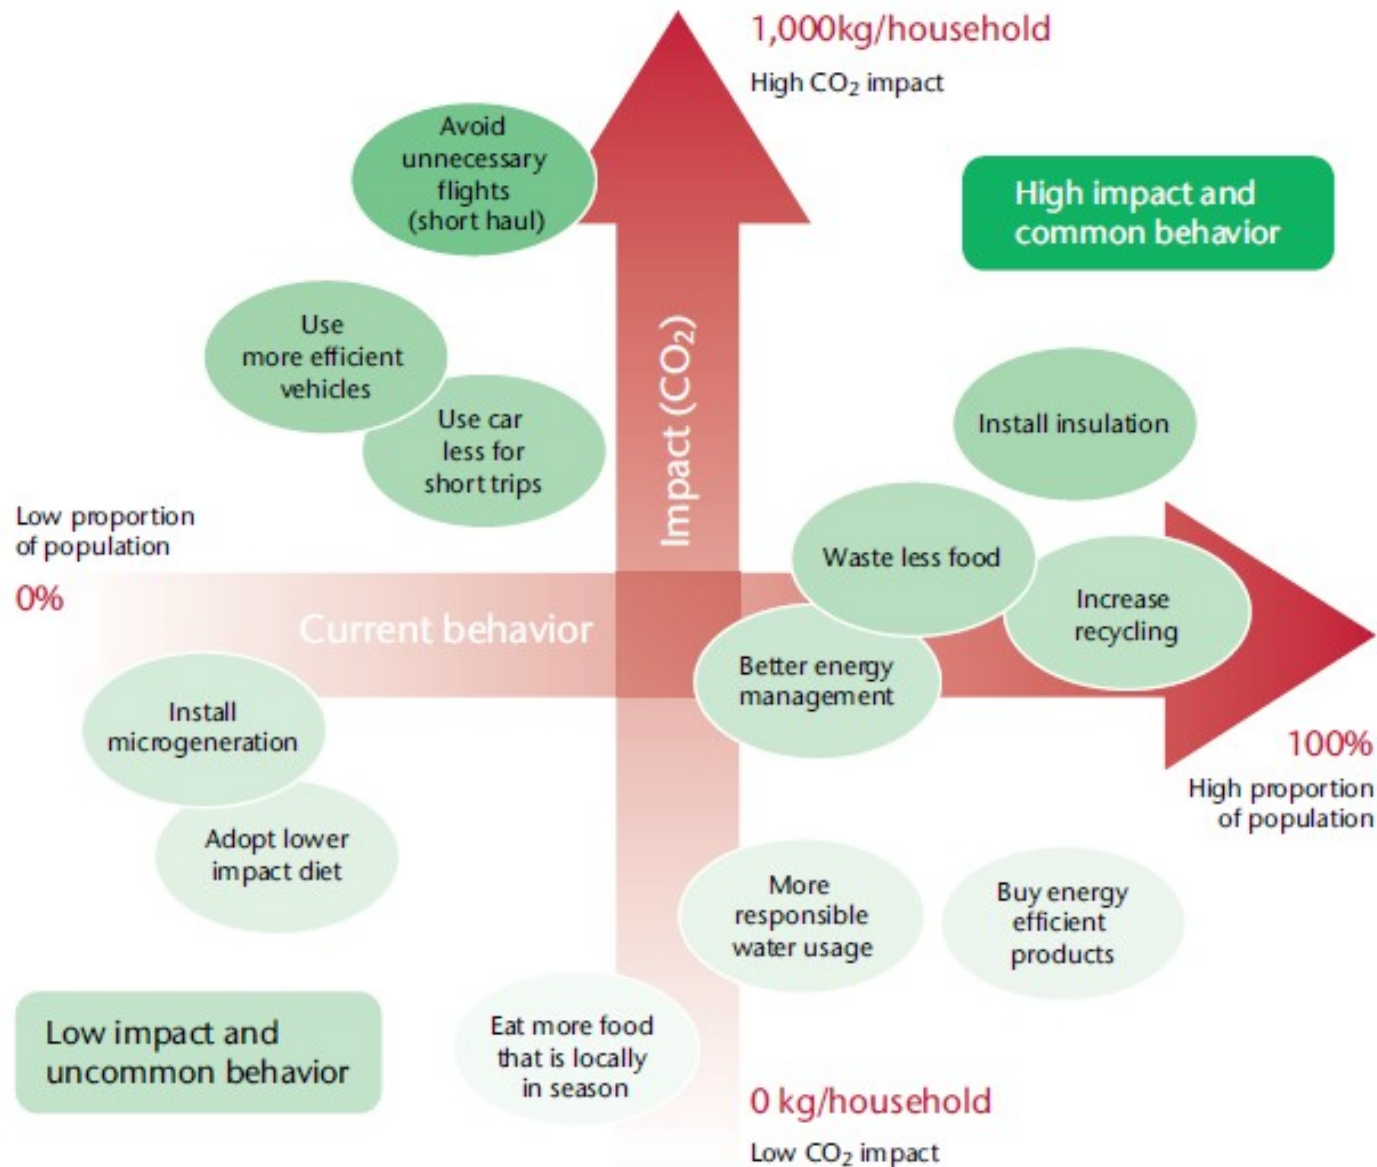 1,000kg/household
High CO₂ impact
Avoid
unnecessary
flights
(short haul)
High impact and
common behavior
Use
more efficient
vehicles
Use car
less for
short trips
Impact (CO₂)
Install insulation
Low proportion
of population
0%
Current behavior
Waste less food
Increase
recycling
Better energy
management
Install
microgeneration
100%
High proportion
of population
Adopt lower
impact diet
More
responsible
water usage
Buy energy
efficient
products
Low impact and
uncommon behavior
Eat more food
that is locally
in season
0 kg/household
Low CO₂ impact